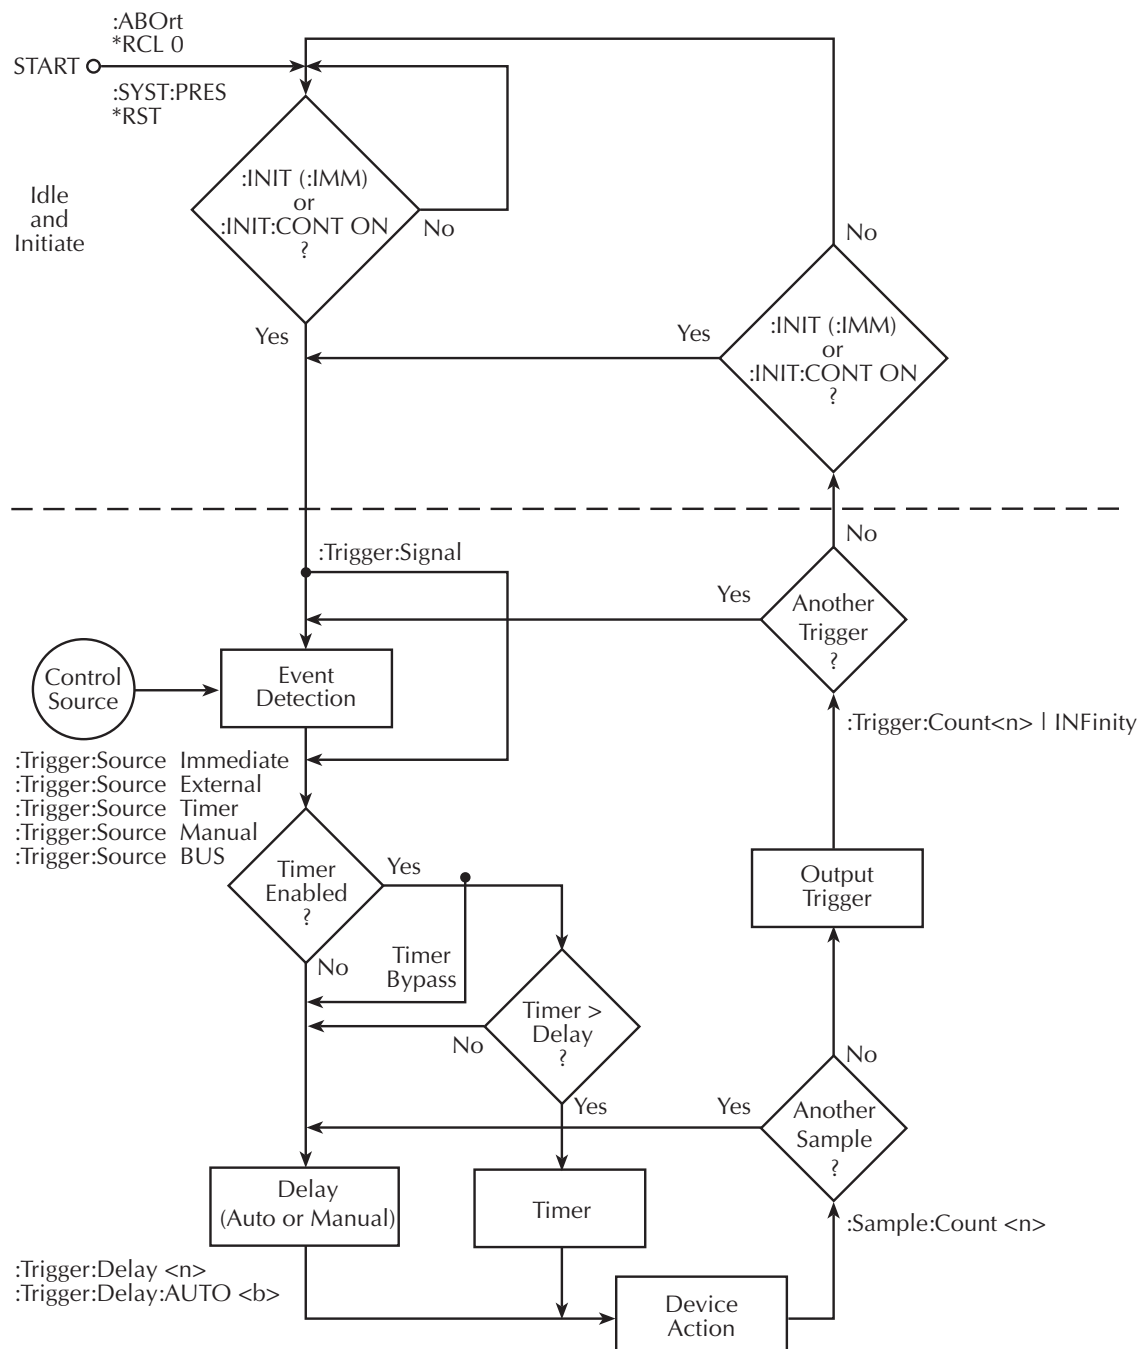 :ABOrt
*RCL 0
START
:SYST:PRES
*RST
Idle
and
Initiate
:INIT (:IMM)
or
:INIT:CONT ON
?
No
Yes
No
:INIT (:IMM)
or
:INIT:CONT ON
?
Yes
No
:Trigger:Signal
Another
Trigger
?
Yes
Control
Source
Event
Detection
:Trigger:Count<n> | INFinity
:Trigger:Source Immediate
:Trigger:Source External
:Trigger:Source Timer
:Trigger:Source Manual
:Trigger:Source BUS
Timer
Enabled
?
Yes
No
Timer
Bypass
Output
Trigger
Timer >
Delay
?
No
Yes
No
Another
Sample
?
Yes
Delay
(Auto or Manual)
Timer
:Sample:Count <n>
:Trigger:Delay <n>
:Trigger:Delay:AUTO <b>
Device
Action